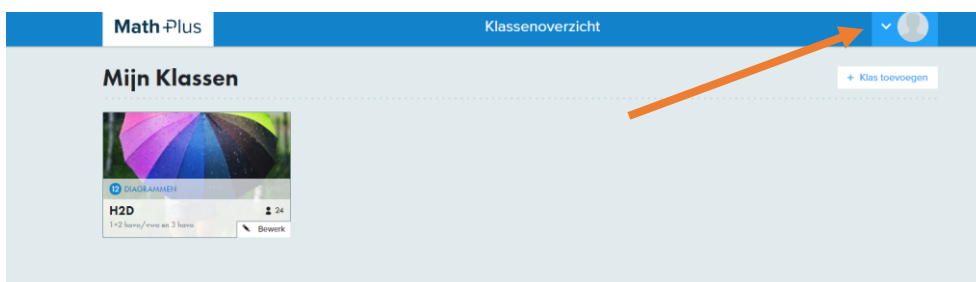 Math Plus
Klassenoverzicht
Mijn Klassen
+ Klas toevoegen
12 DIAGRAMMEN
H2D
24
1+2 havo/vwo en 3 havo
Bewerk